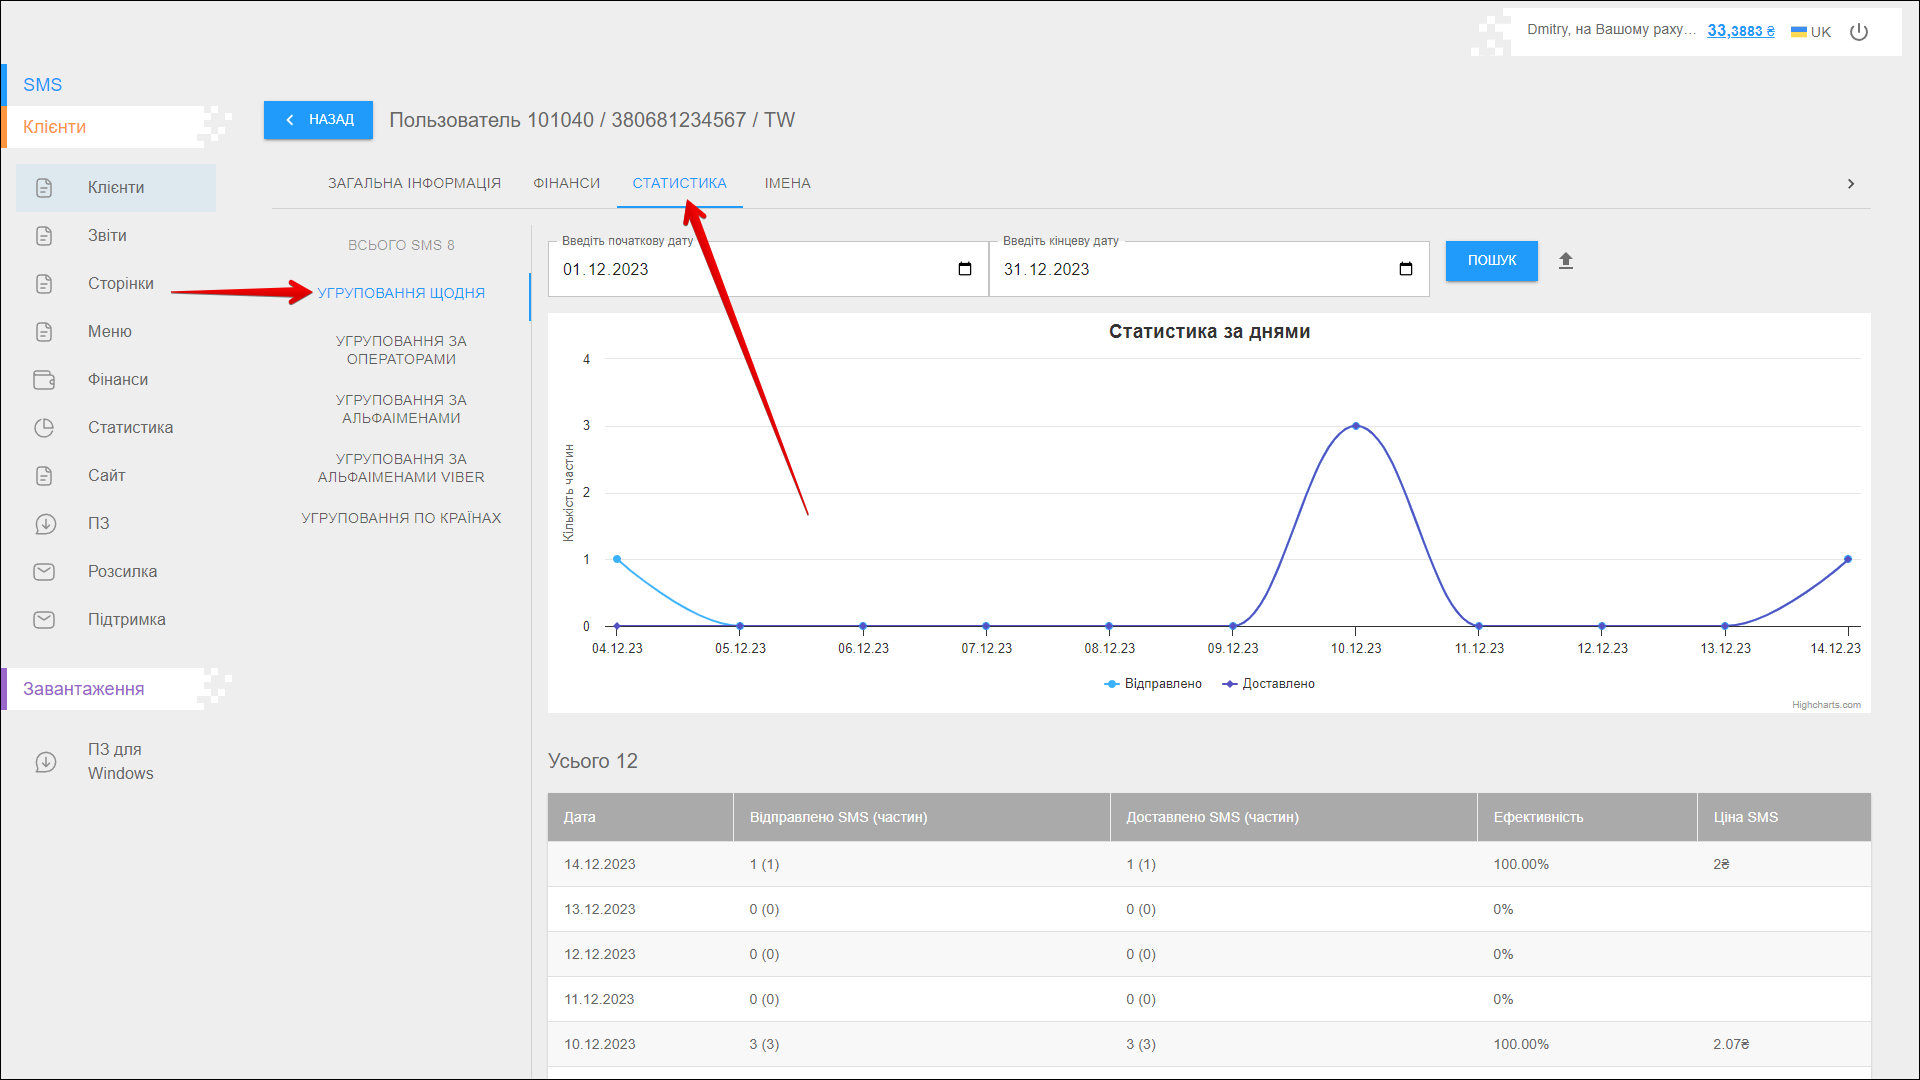 Dmitry, на Вашому раху...
33,3883 ₴
UK
SMS
Клієнти
НАЗАД
Пользователь 101040 / 380681234567 / TW
Клієнти
Звіти
Сторінки
Меню
Фінанси
Статистика
Сайт
ПЗ
Розсилка
Підтримка
Завантаження
ПЗ для
Windows
ЗАГАЛЬНА ІНФОРМАЦІЯ
ФІНАНСИ
СТАТИСТИКА
ІМЕНА
ВСЬОГО SMS 8
УГРУПОВАННЯ ЩОДНЯ
УГРУПОВАННЯ ЗА
ОПЕРАТОРАМИ
УГРУПОВАННЯ ЗА
АЛЬФАІМЕНАМИ
УГРУПОВАННЯ ЗА
АЛЬФАІМЕНАМИ VIBER
УГРУПОВАННЯ ПО КРАЇНАХ
Введіть початкову дату
01.12.2023
Введіть кінцеву дату
31.12.2023
ПОШУК
Статистика за днями
Кількість частин
4
3
2
1
0
04.12.23 05.12.23 06.12.23 07.12.23 08.12.23 09.12.23 10.12.23 11.12.23 12.12.23 13.12.23 14.12.23
Відправлено Доставлено
Highcharts.com
Усього 12
Дата Відправлено SMS (частин) Доставлено SMS (частин) Ефективність Ціна SMS
14.12.2023 1 (1) 1 (1) 100.00% 2₴
13.12.2023 0 (0) 0 (0) 0%
12.12.2023 0 (0) 0 (0) 0%
11.12.2023 0 (0) 0 (0) 0%
10.12.2023 3 (3) 3 (3) 100.00% 2.07₴